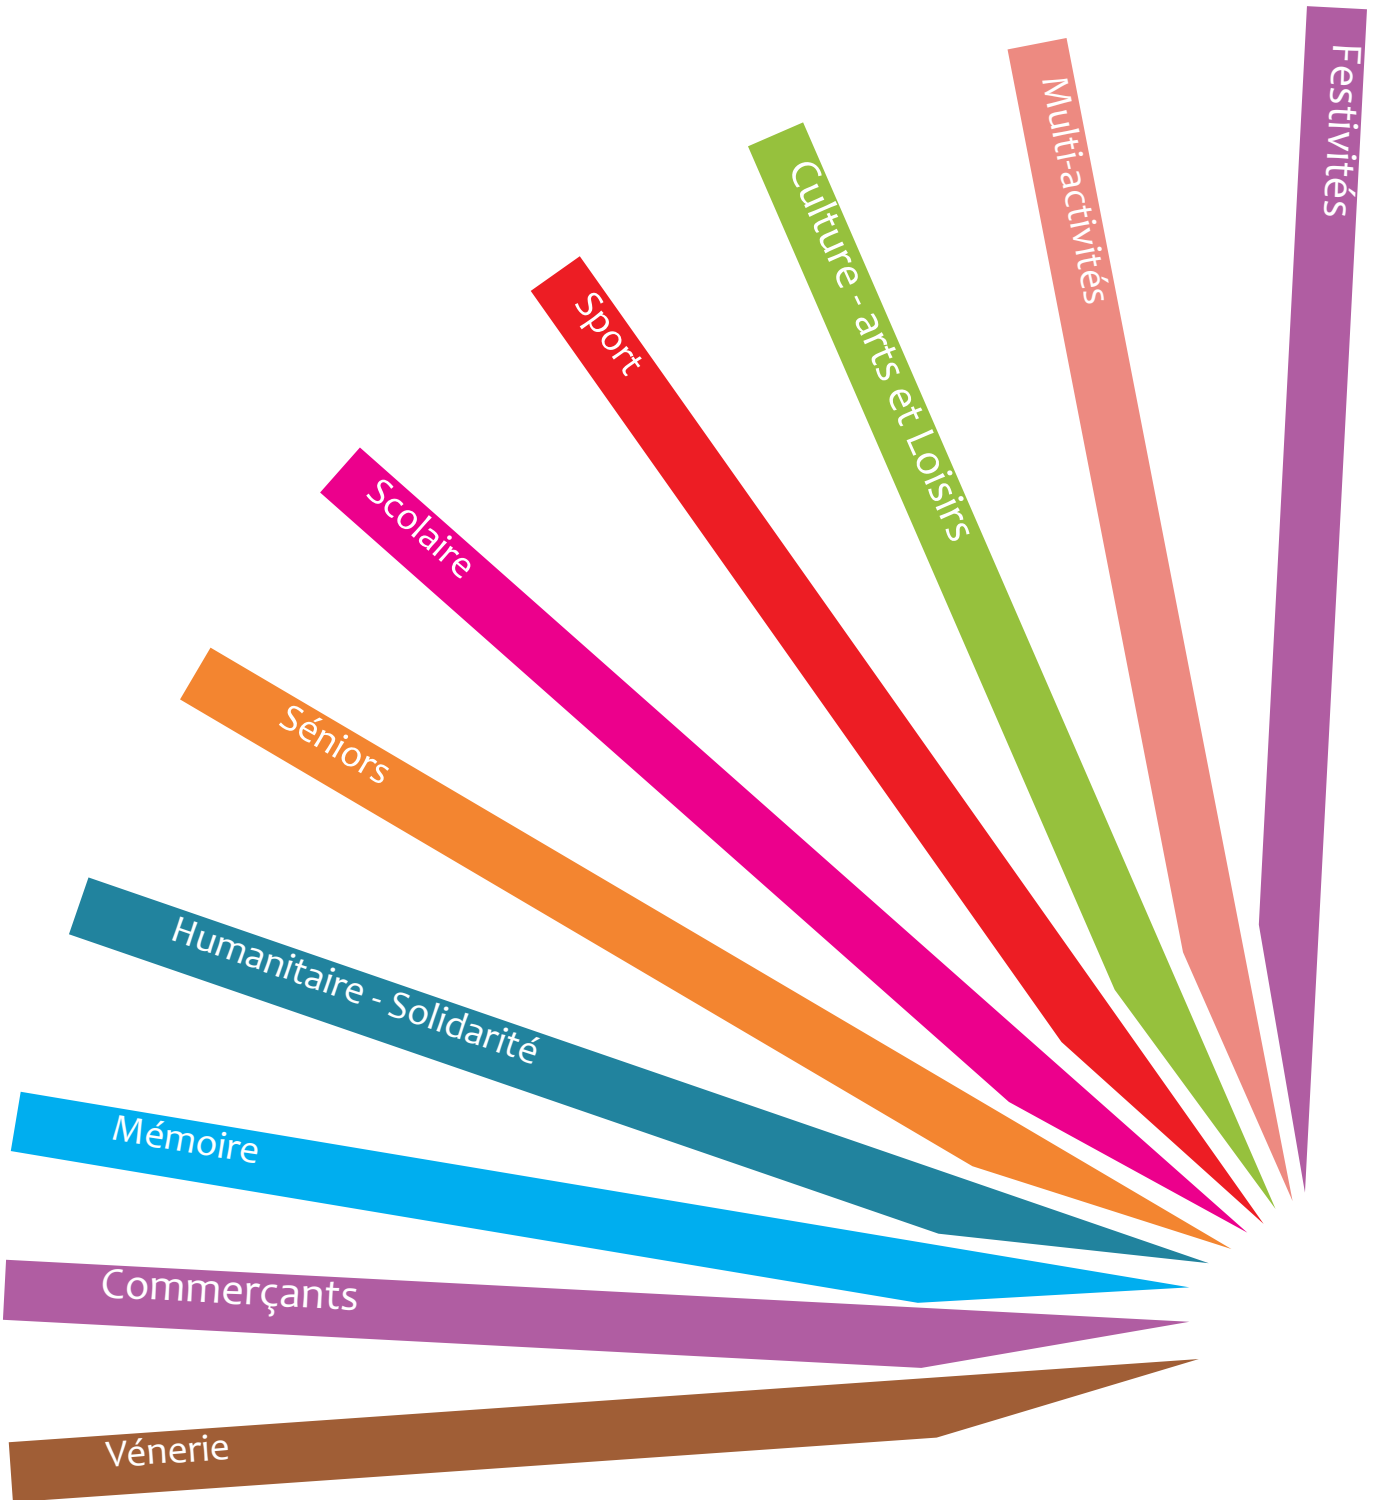 Festivités
Multi-activités
Culture - arts et Loisirs
Sport
Scolaire
Séniors
Humanitaire - Solidarité
Mémoire
Commerçants
Vénerie